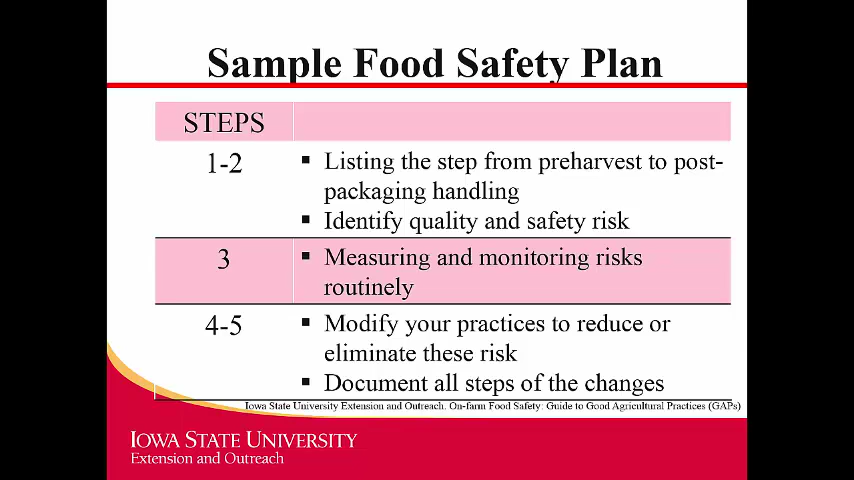 Sample Food Safety Plan
STEPS
1-2
▪ Listing the step from preharvest to post-
packaging handling
▪ Identify quality and safety risk
3
▪ Measuring and monitoring risks
routinely
4-5
▪ Modify your practices to reduce or
eliminate these risk
▪ Document all steps of the changes
Iowa State University Extension and Outreach. On-farm Food Safety: Guide to Good Agricultural Practices (GAPs)
IOWA STATE UNIVERSITY
Extension and Outreach